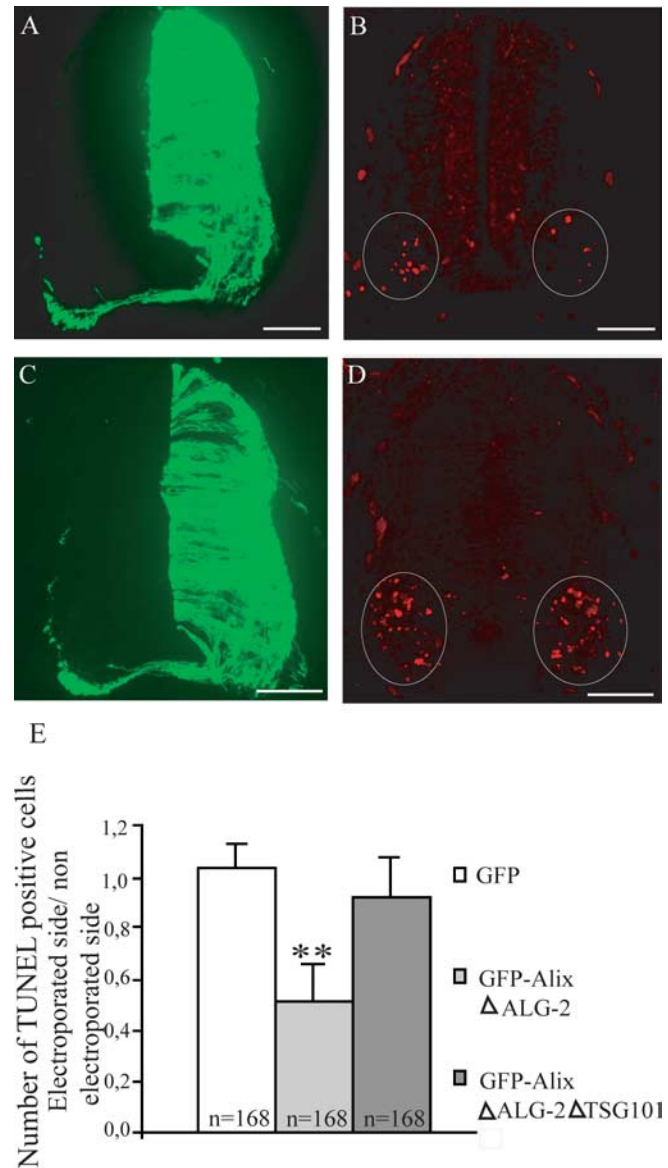 A
B
C
D
E
Number of TUNEL positive cells
Electroporated side/ non
electroporated side
1,2
1,0
0,8
0,6
0,4
0,2
0,0
**
n=168
n=168
n=168
GFP
GFP-Alix
ΔALG-2
GFP-Alix
ΔALG-2ΔTSG101